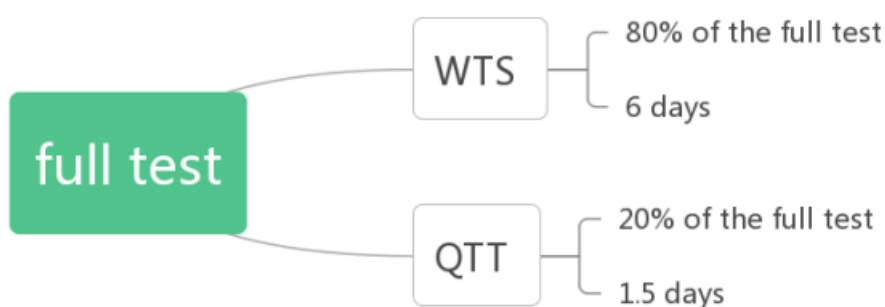 full test
WTS
80% of the full test
6 days
QTT
20% of the full test
1.5 days